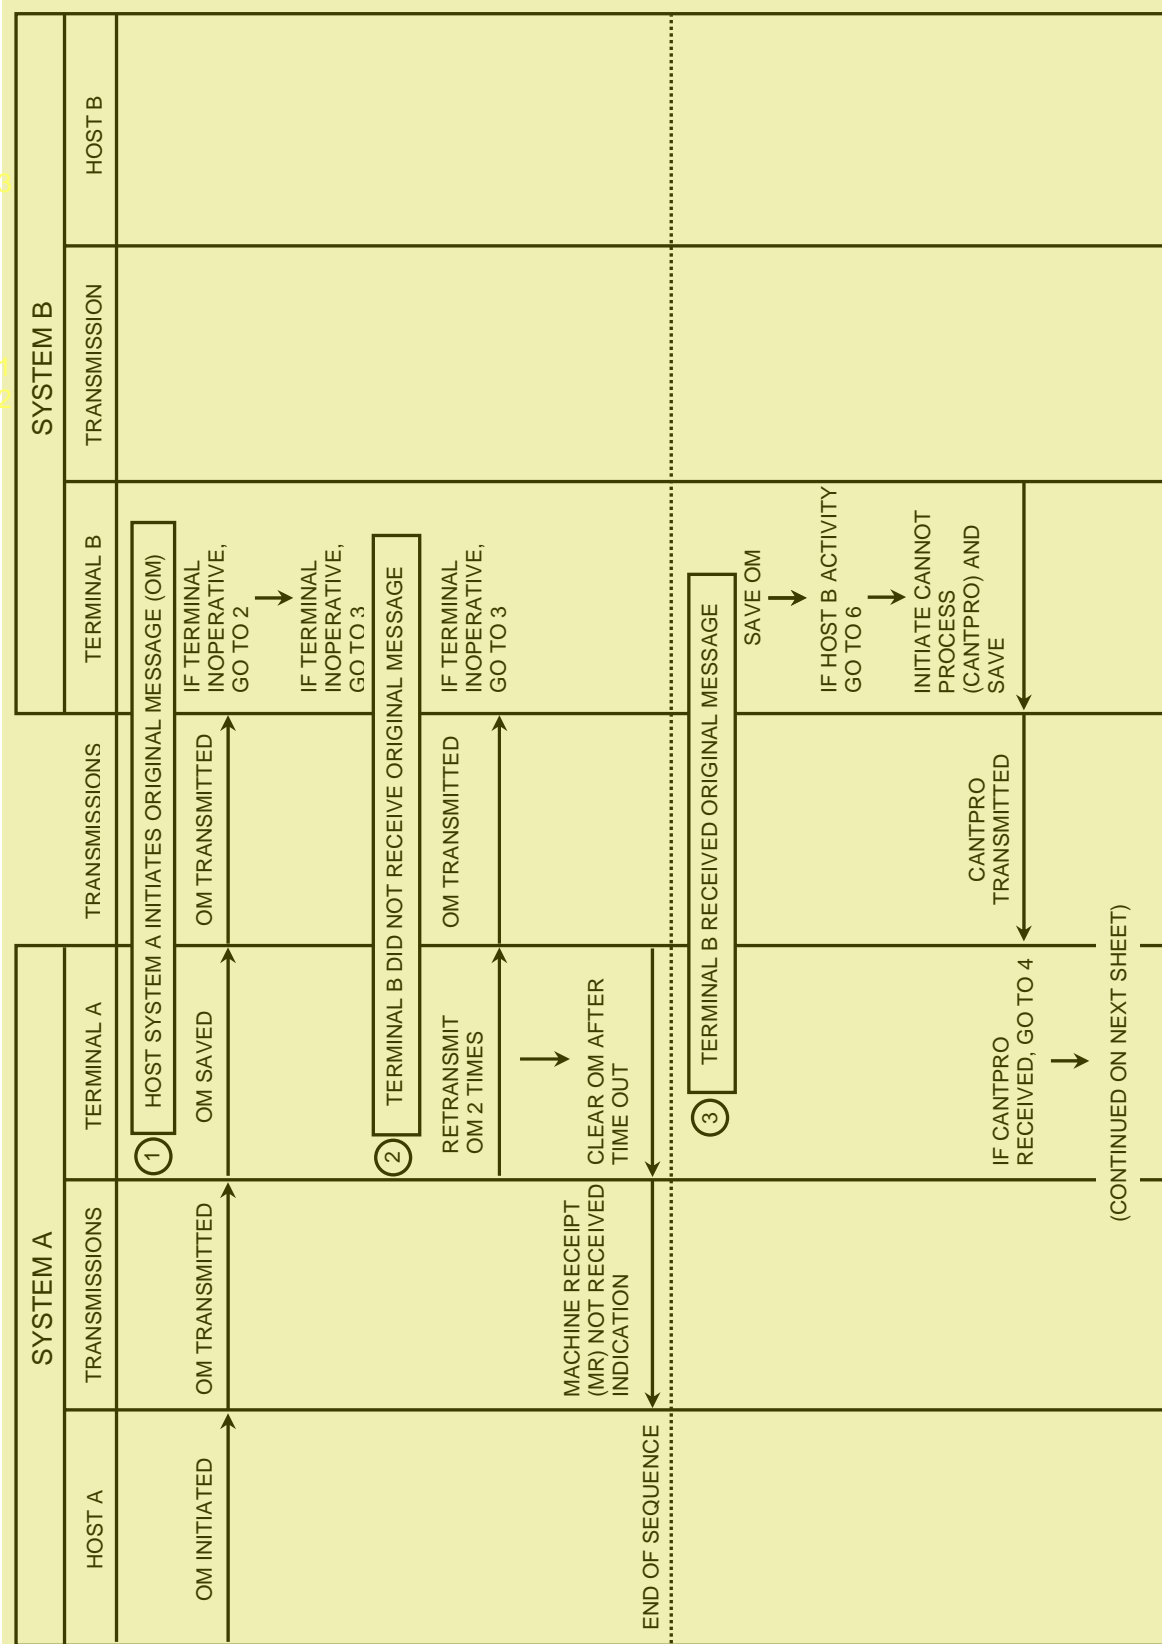 SYSTEM A
SYSTEM B
HOST A
TRANSMISSIONS
TERMINAL A
TRANSMISSIONS
TERMINAL B
TRANSMISSION
HOST B
1
HOST SYSTEM A INITIATES ORIGINAL MESSAGE (OM)
OM INITIATED
OM TRANSMITTED
OM SAVED
OM TRANSMITTED
IF TERMINAL
INOPERATIVE,
GO TO 2
IF TERMINAL
INOPERATIVE,
GO TO 3
2
TERMINAL B DID NOT RECEIVE ORIGINAL MESSAGE
RETRANSMIT
OM 2 TIMES
OM TRANSMITTED
IF TERMINAL
INOPERATIVE,
GO TO 3
CLEAR OM AFTER
TIME OUT
MACHINE RECEIPT
(MR) NOT RECEIVED
INDICATION
END OF SEQUENCE
3
TERMINAL B RECEIVED ORIGINAL MESSAGE
SAVE OM
IF HOST B ACTIVITY
GO TO 6
INITIATE CANNOT
PROCESS
(CANTPRO) AND
SAVE
CANTPRO
TRANSMITTED
IF CANTPRO
RECEIVED, GO TO 4
(CONTINUED ON NEXT SHEET)
3
1
2